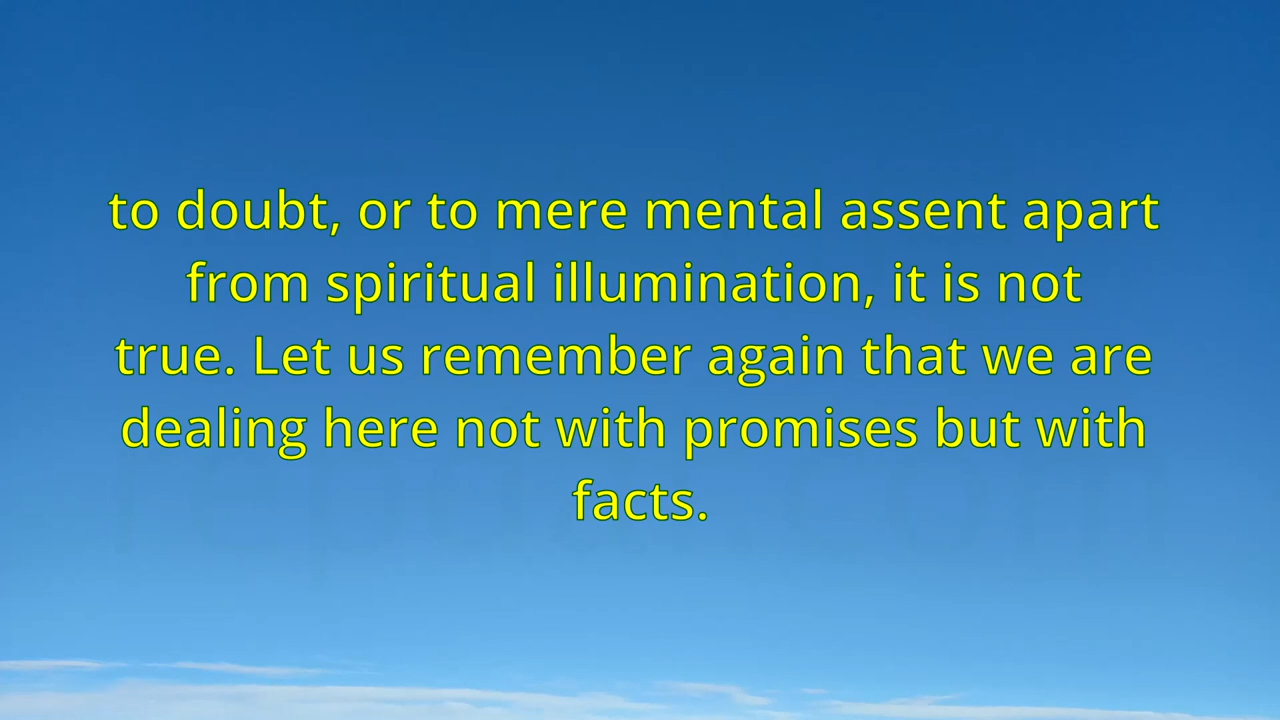 to doubt, or to mere mental assent apart
from spiritual illumination, it is not
true. Let us remember again that we are
dealing here not with promises but with
facts.